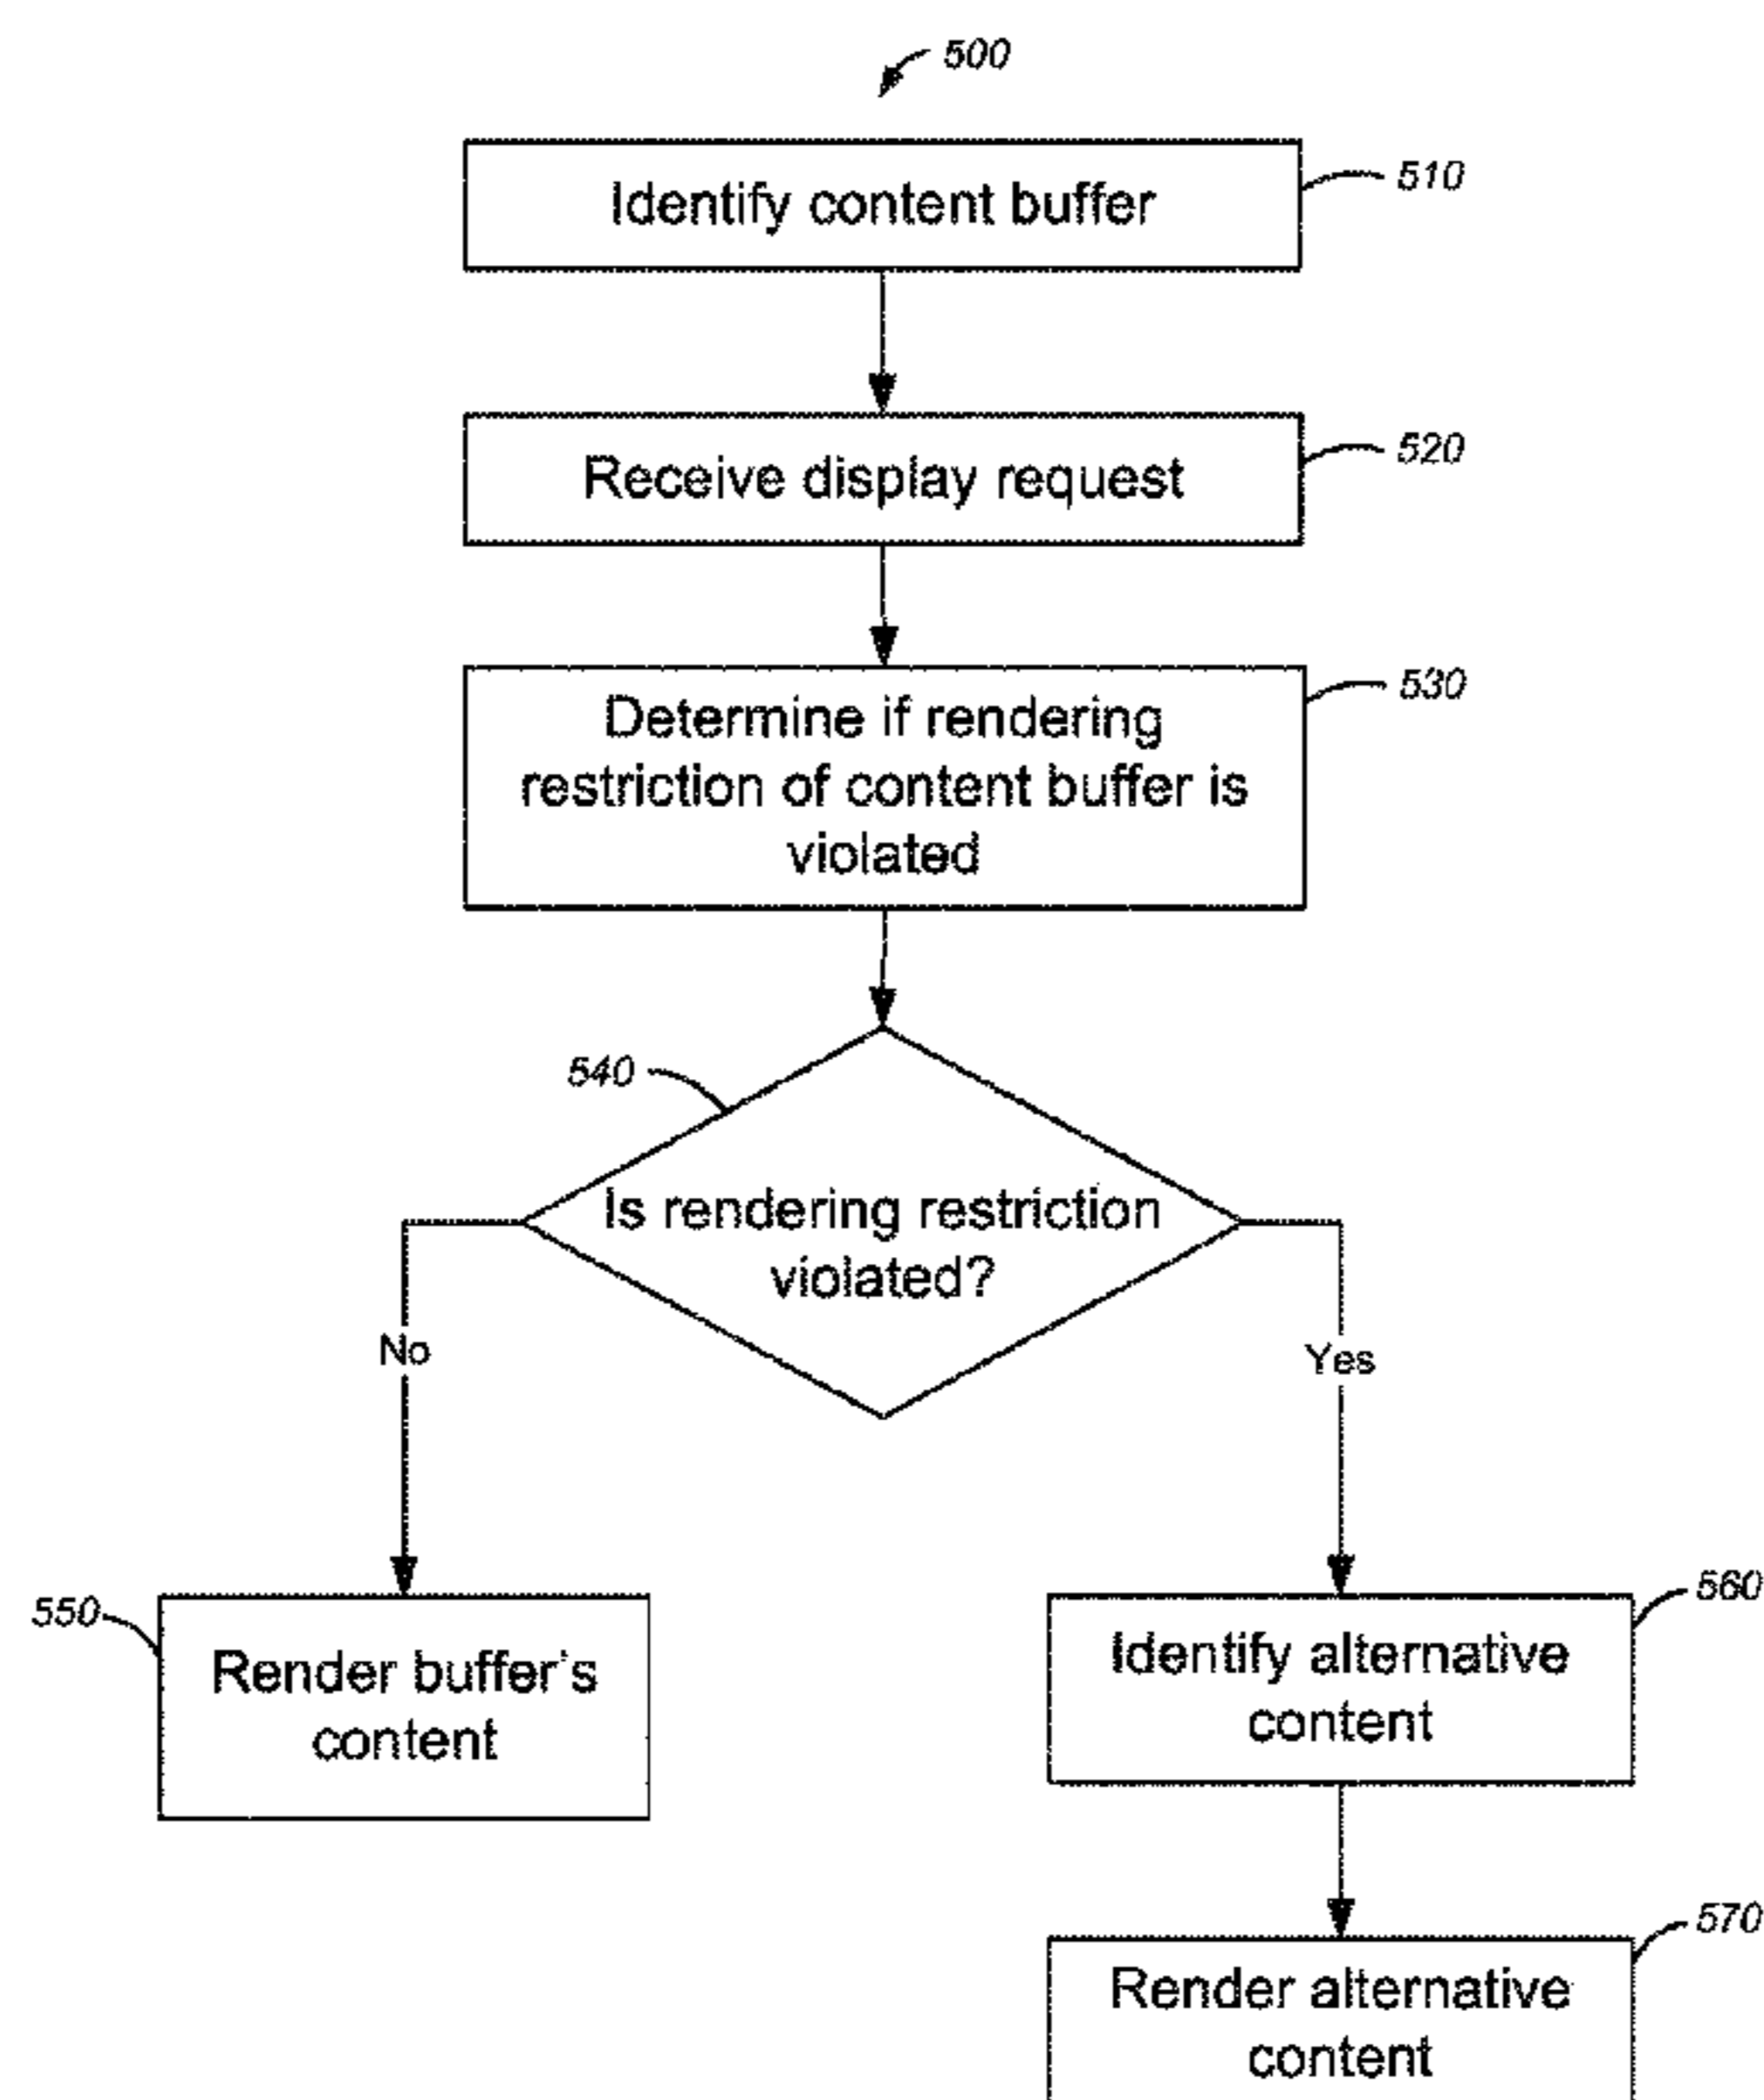 500
Identify content buffer
510
Receive display request
520
Determine if rendering
restriction of content buffer is
violated
530
540
Is rendering restriction
violated?
No
Yes
550
Render buffer's
content
Identify alternative
content
560
Render alternative
content
570